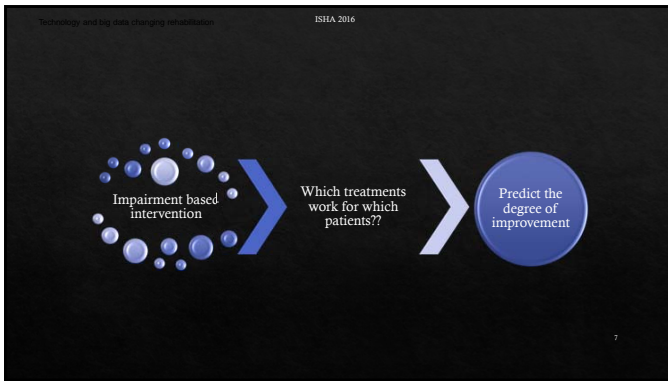 Technology and big data changing rehabilitation
ISHA 2016
Impairment based
intervention
Which treatments
work for which
patients??
Predict the
degree of
improvement
7